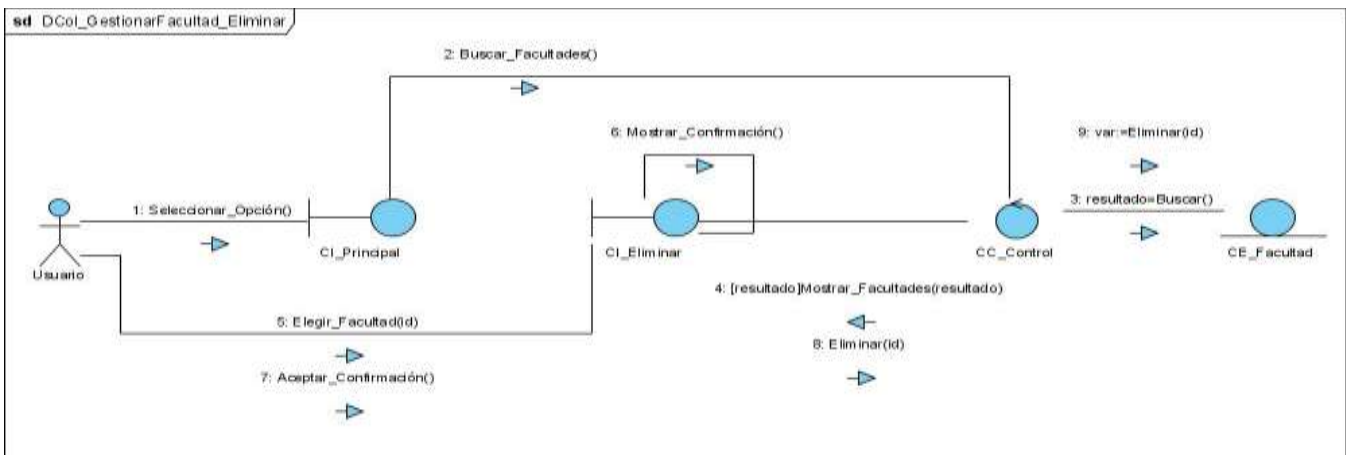 sd DCol_GestionarFacultad_Eliminar
2: Buscar_Facultades()
6: Mostrar_Confirmación()
9: var:=Eliminar(id)
1: Seleccionar_Opción()
3: resultado=Buscar()
Usuario
CI_Principal
CI_Eliminar
CC_Control
CE_Facultad
4: [resultado]Mostrar_Facultades(resultado)
5: Elegir_Facultad(id)
8: Eliminar(id)
7: Aceptar_Confirmación()